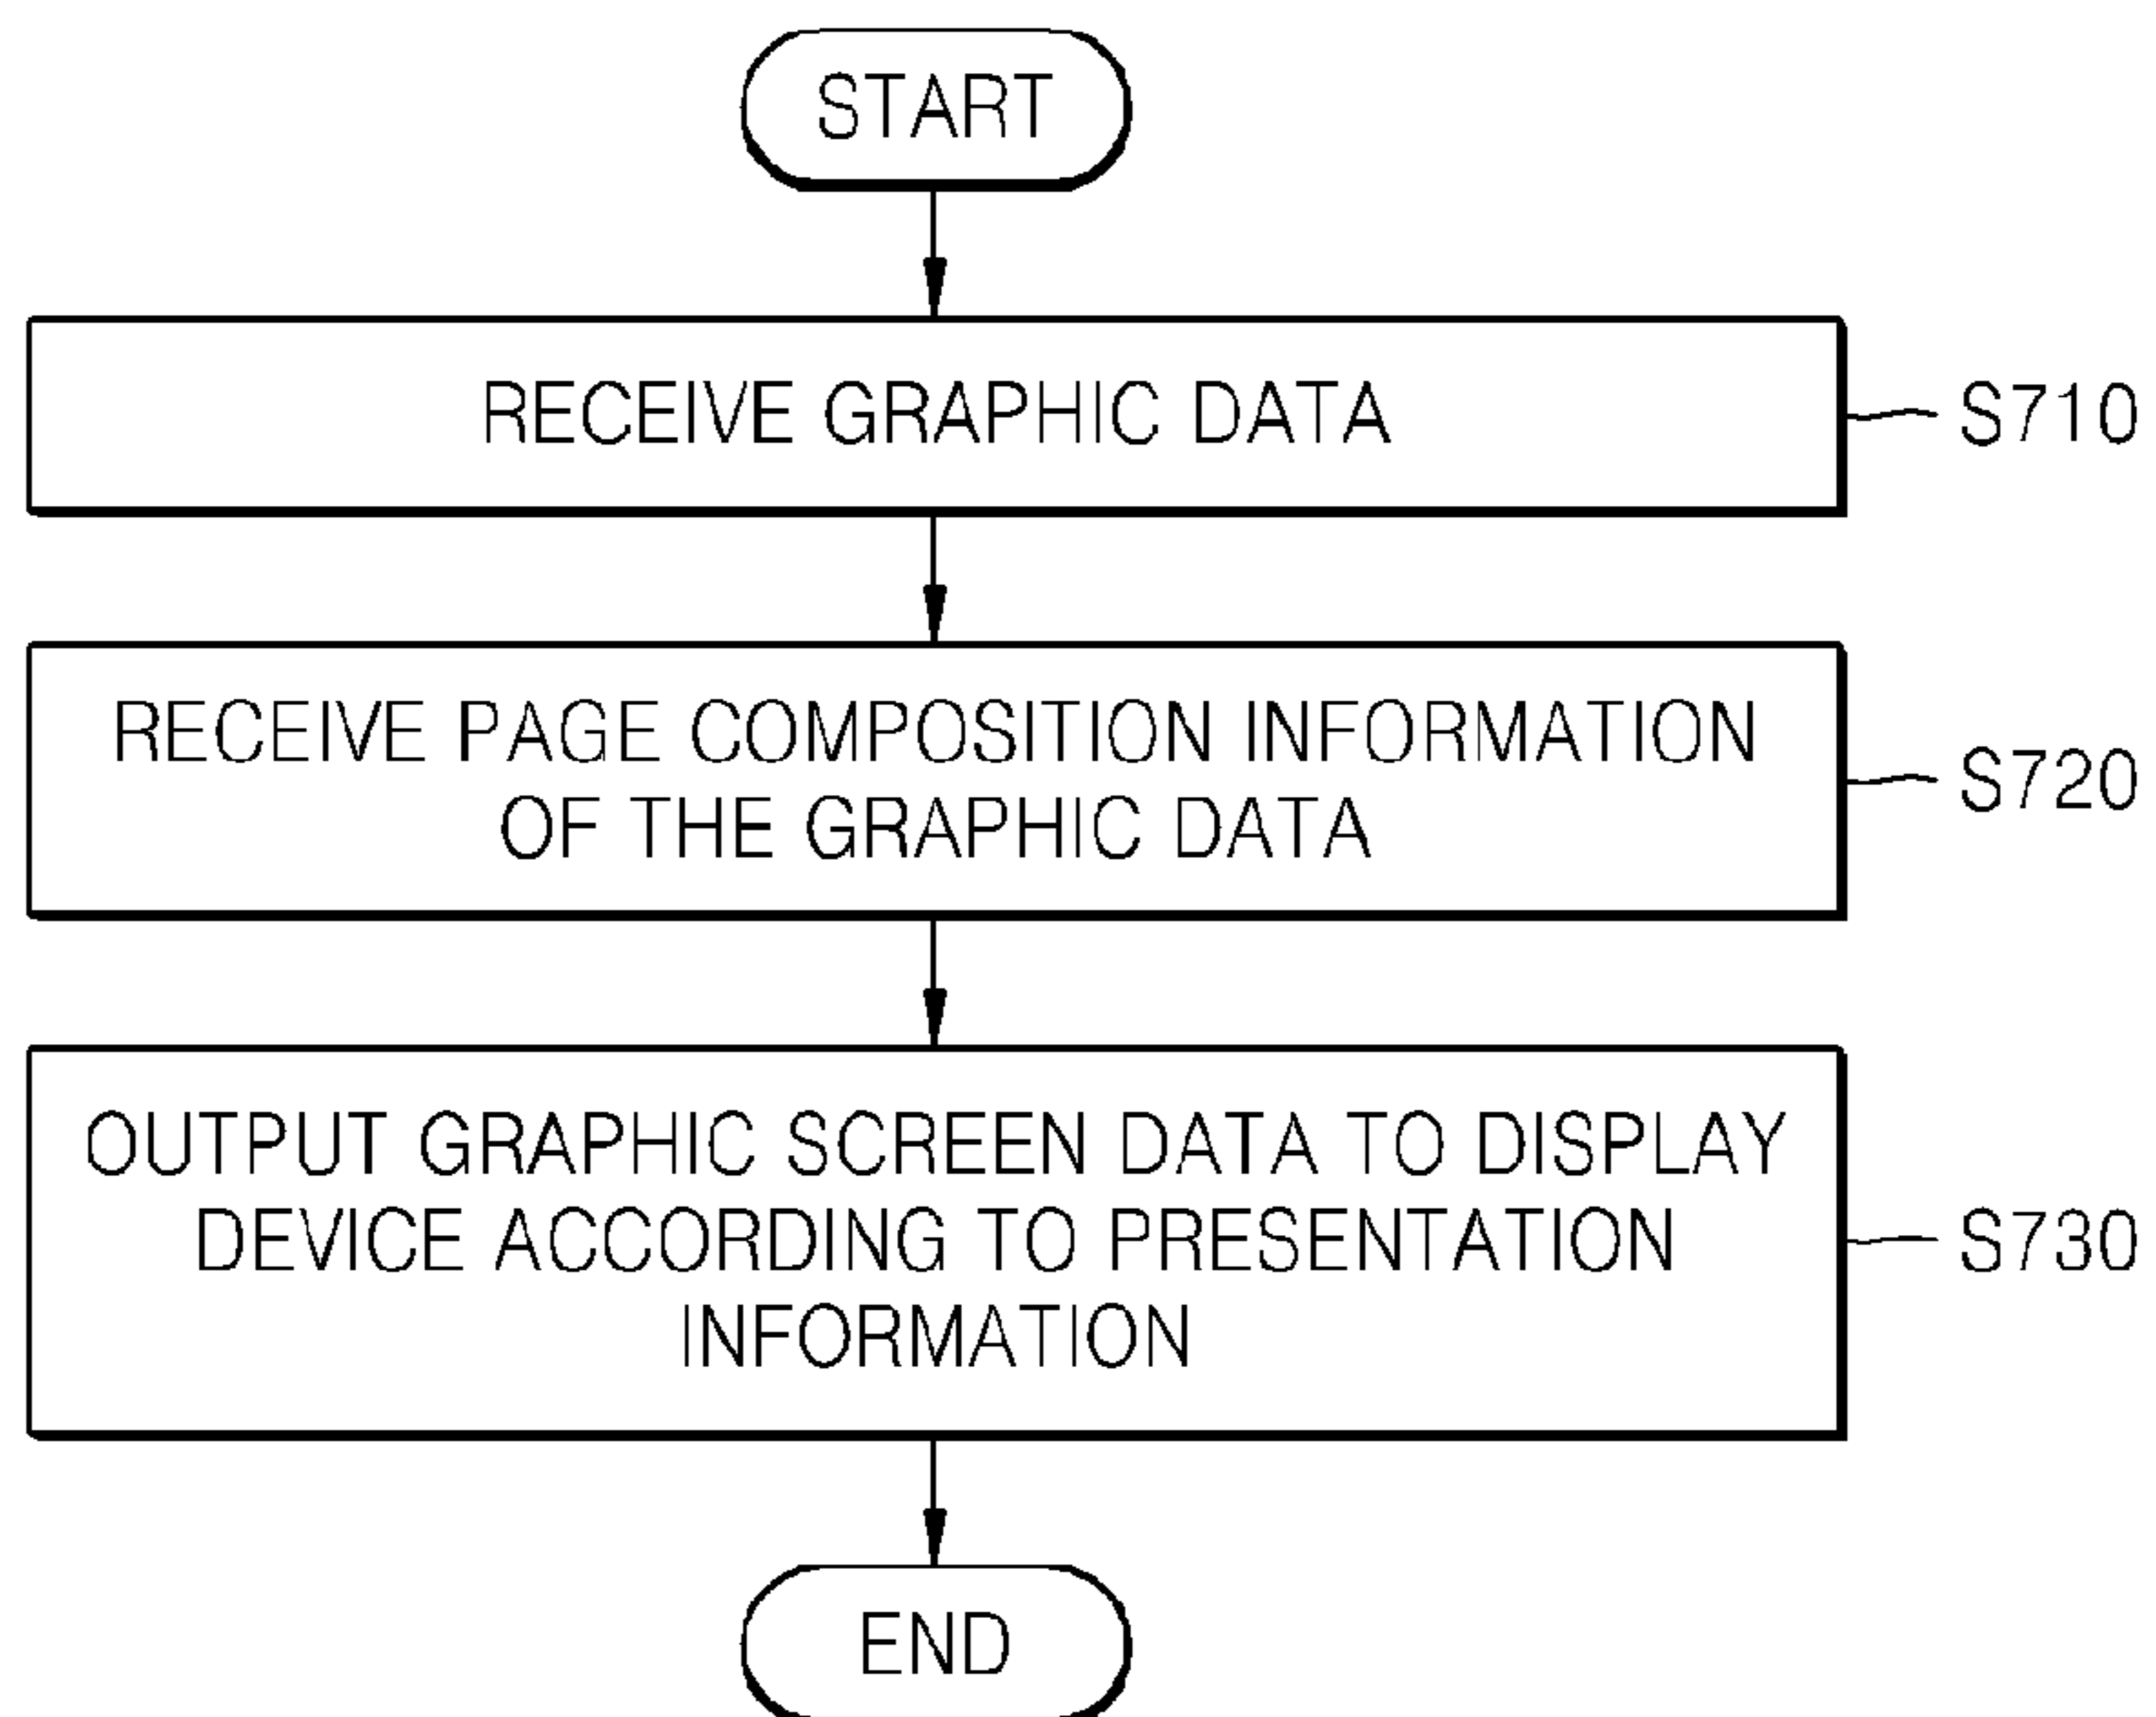 START
RECEIVE GRAPHIC DATA
S710
RECEIVE PAGE COMPOSITION INFORMATION
OF THE GRAPHIC DATA
S720
OUTPUT GRAPHIC SCREEN DATA TO DISPLAY
DEVICE ACCORDING TO PRESENTATION
INFORMATION
S730
END